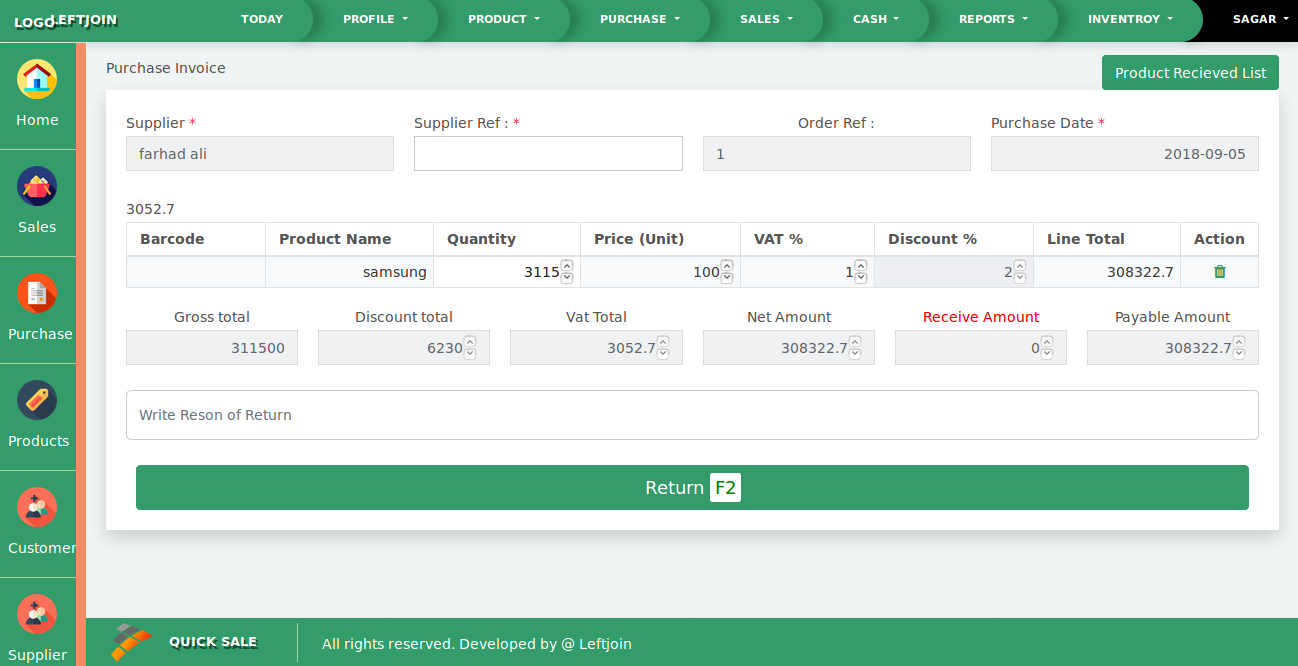 LOGO LEFTJOIN TODAY PROFILE PRODUCT PURCHASE SALES CASH REPORTS INVENTROY SAGAR
Home
Sales
Purchase
Products
Customer
Supplier
Purchase Invoice Product Recieved List
Supplier * Supplier Ref : * Order Ref : Purchase Date *
farhad ali 1 2018-09-05
3052.7
Barcode Product Name Quantity Price (Unit) VAT % Discount % Line Total Action
samsung 3115 100 1 2 308322.7
Gross total Discount total Vat Total Net Amount Receive Amount Payable Amount
311500 6230 3052.7 308322.7 0 308322.7
Write Reson of Return
Return F2
QUICK SALE All rights reserved. Developed by @ Leftjoin